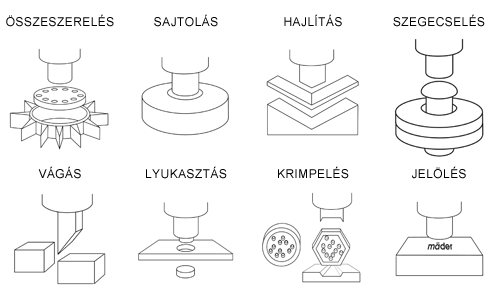 ÖSSZESZERELÉS SAJTOLÁS HAJLÍTÁS SZEGECSELÉS
VÁGÁS LYUKASZTÁS KRIMPELÉS JELÖLÉS
mäder